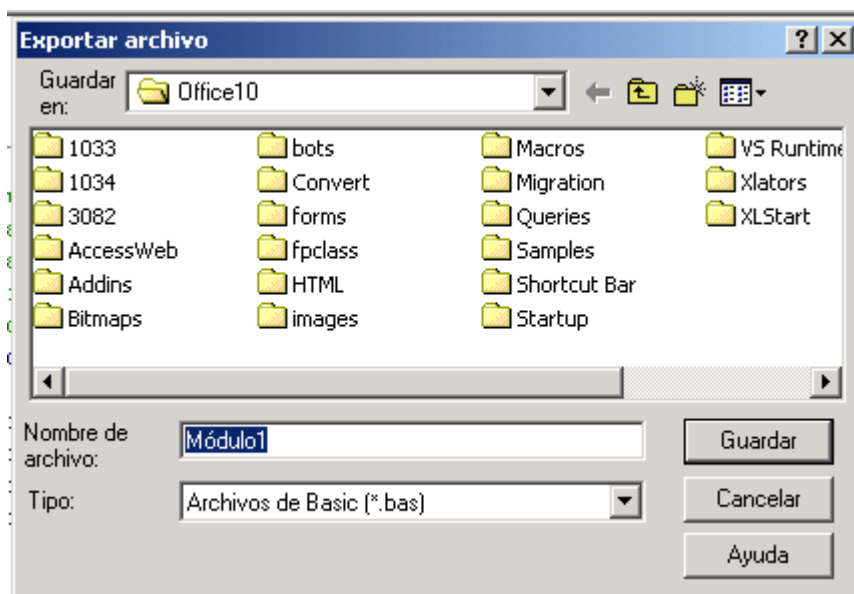 Exportar archivo
Guardar en:
Office10
1033
1034
3082
AccessWeb
Addins
Bitmaps
bots
Convert
forms
fpclass
HTML
images
Macros
Migration
Queries
Samples
Shortcut Bar
Startup
VS Runtime
Xlators
XLStart
Nombre de
archivo:
Módulo1
Guardar
Tipo:
Archivos de Basic (*.bas)
Cancelar
Ayuda